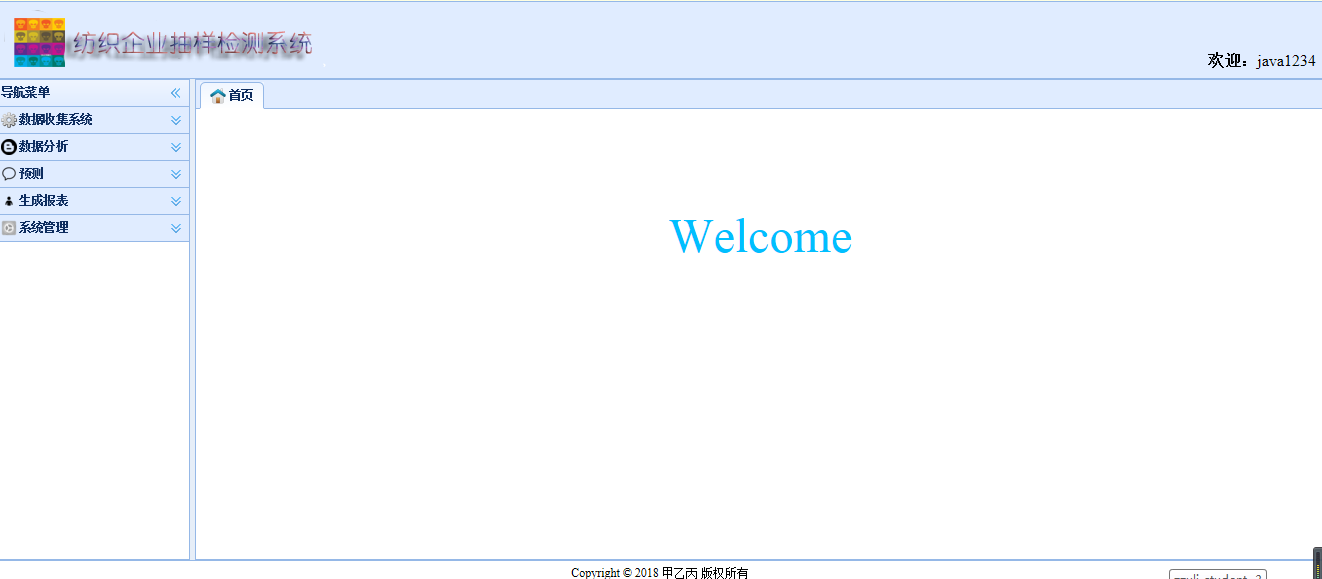 纺织企业抽样检测系统
欢迎：java1234
导航菜单
首页
数据收集系统
数据分析
预测
生成报表
系统管理
Welcome
Copyright © 2018 甲乙丙 版权所有